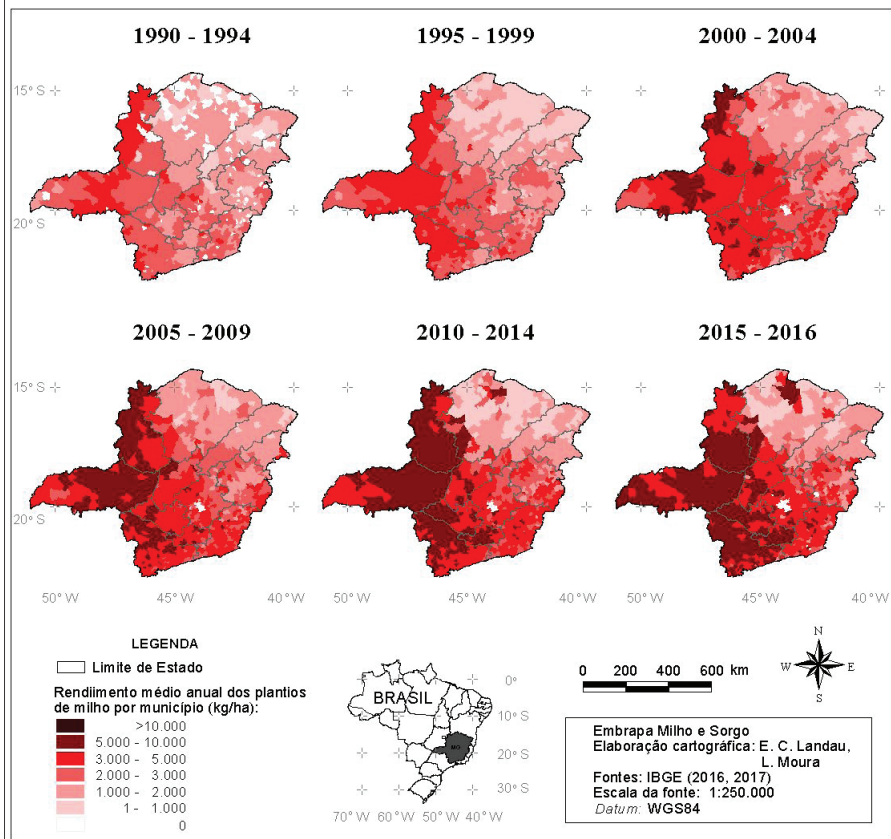 1990 - 1994
1995 - 1999
2000 - 2004
15° S
20° S
2005 - 2009
2010 - 2014
2015 - 2016
15° S
20° S
50° W
45° W
40° W
50° W
45° W
40° W
50° W
45° W
40° W
LEGENDA
Limite de Estado
Rendiimento médio anual dos plantios
de milho por município (kg/ha):
>10.000
5.000 - 10.000
3.000 - 5.000
2.000 - 3.000
1.000 - 2.000
1 - 1.000
0
BRASIL
MG
0°
10° S
20° S
30° S
70° W
60° W
50° W
40° W
0 200 400 600 km
N
W E
S
Embrapa Milho e Sorgo
Elaboração cartográfica: E. C. Landau,
L. Moura
Fontes: IBGE (2016, 2017)
Escala da fonte: 1:250.000
Datum: WGS84